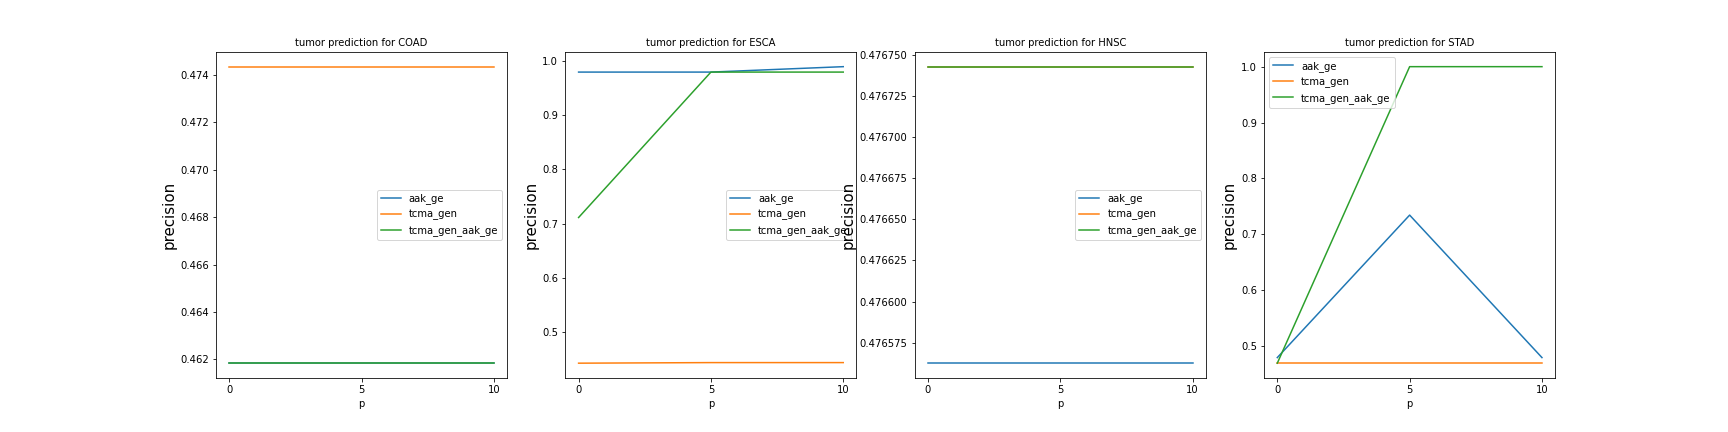 tumor prediction for COAD
precision
0.474
0.472
0.470
0.468
0.466
0.464
0.462
0 5 10
p
aak_ge
tcma_gen
tcma_gen_aak_ge
tumor prediction for ESCA
precision
1.0
0.9
0.8
0.7
0.6
0.5
0 5 10
p
aak_ge
tcma_gen
tcma_gen_aak_ge
tumor prediction for HNSC
precision
0.476750
0.476725
0.476700
0.476675
0.476650
0.476625
0.476600
0.476575
0 5 10
p
aak_ge
tcma_gen
tcma_gen_aak_ge
tumor prediction for STAD
precision
1.0
0.9
0.8
0.7
0.6
0.5
0 5 10
p
aak_ge
tcma_gen
tcma_gen_aak_ge